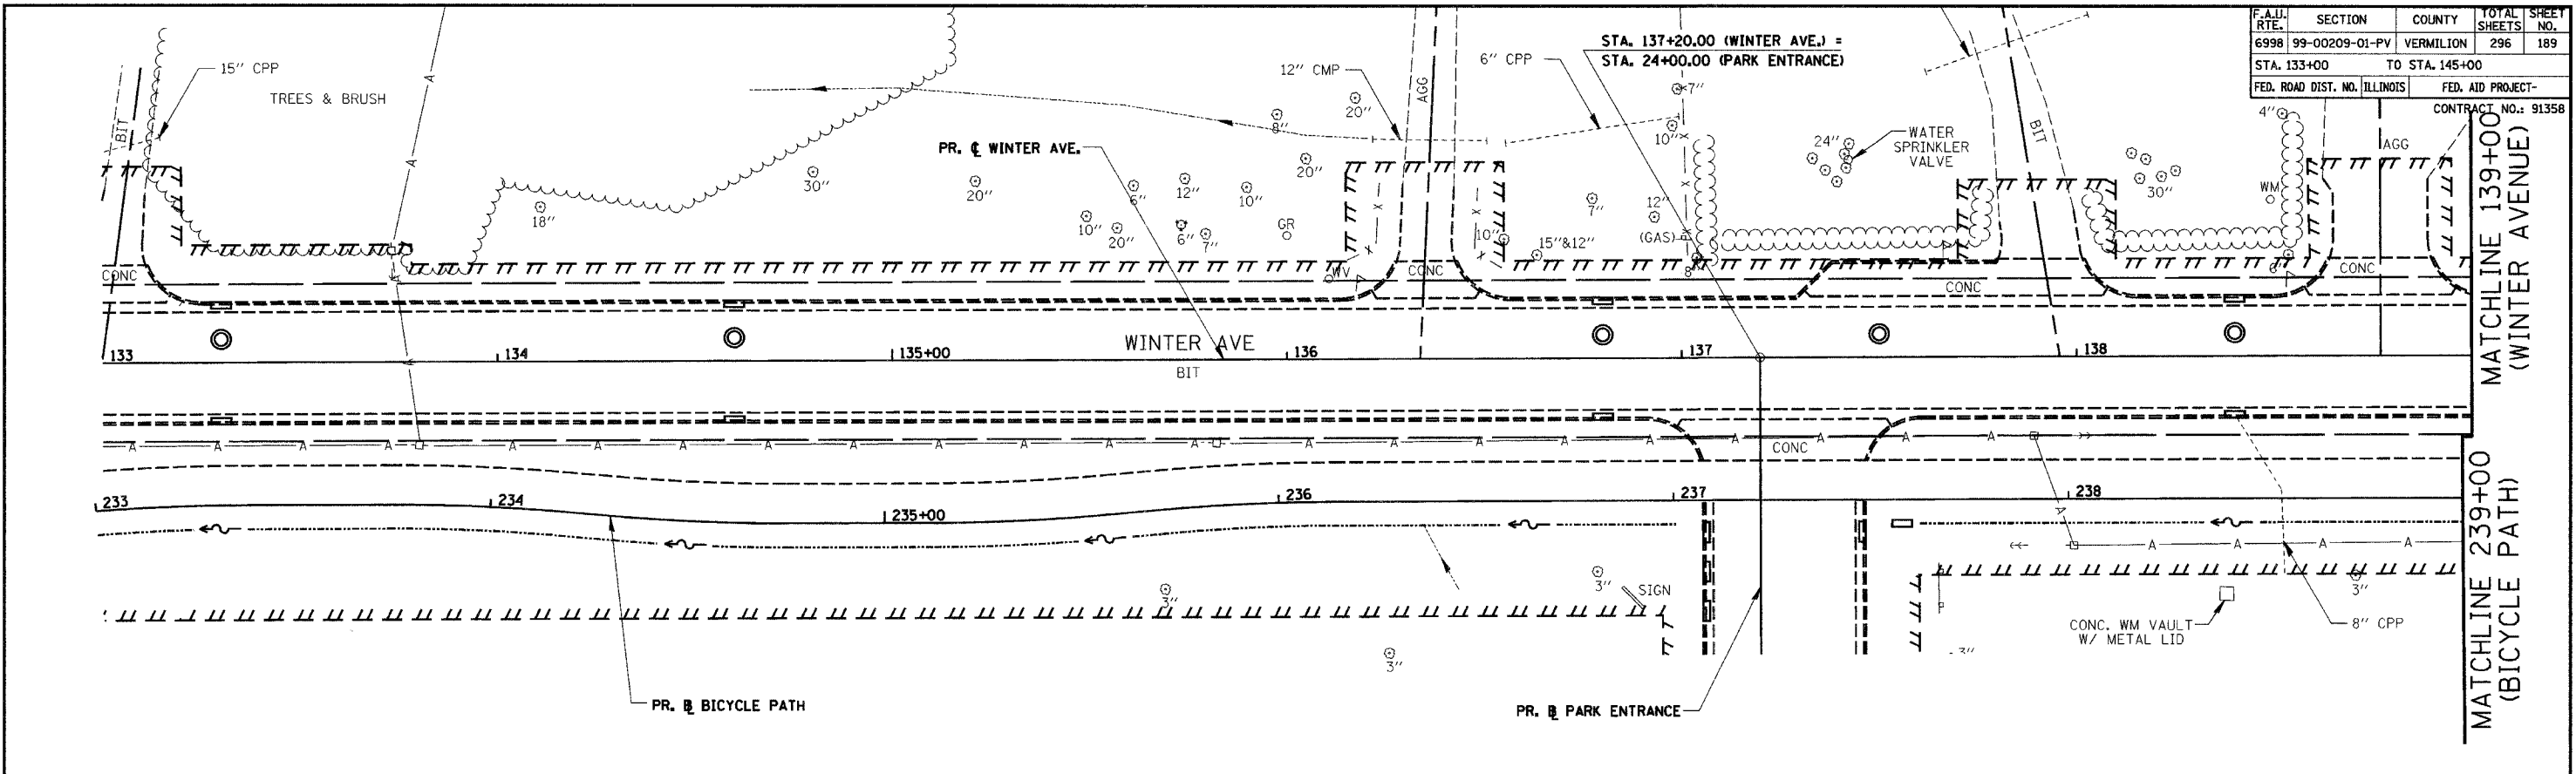 F.A.U. RTE. SECTION COUNTY TOTAL SHEETS SHEET NO.
6998 99-00209-01-PV VERMILION 296 189
STA. 133+00 TO STA. 145+00
FED. ROAD DIST. NO. ILLINOIS FED. AID PROJECT-
CONTRACT NO.: 91358
STA. 137+20.00 (WINTER AVE.) =
STA. 24+00.00 (PARK ENTRANCE)
15" CPP
TREES & BRUSH
BIT
A
A
12" CMP
AGG
6" CPP
7"
20"
8"
10"
4"
BIT
AGG
PR. ℄ WINTER AVE.
24"
WATER
SPRINKLER
VALVE
30"
20"
20"
6"
12"
10"
30"
WM
18"
10"
20"
6"
7"
GR
7"
12"
(GAS)
10"
15"&12"
8"
6"
X
X
X
X
X
X
CONC
WV
CONC
CONC
CONC
133
134
135+00
WINTER AVE
136
137
138
BIT
MATCHLINE 139+00
(WINTER AVENUE)
A A A A A A A A A A A A A A A A A A A A A A A
CONC
233
234
235+00
236
237
238
A
A A A A
3"
3"
SIGN
3"
CONC. WM VAULT
W/ METAL LID
8" CPP
3"
3"
PR. ⅊ BICYCLE PATH
PR. ⅊ PARK ENTRANCE
MATCHLINE 239+00
(BICYCLE PATH)